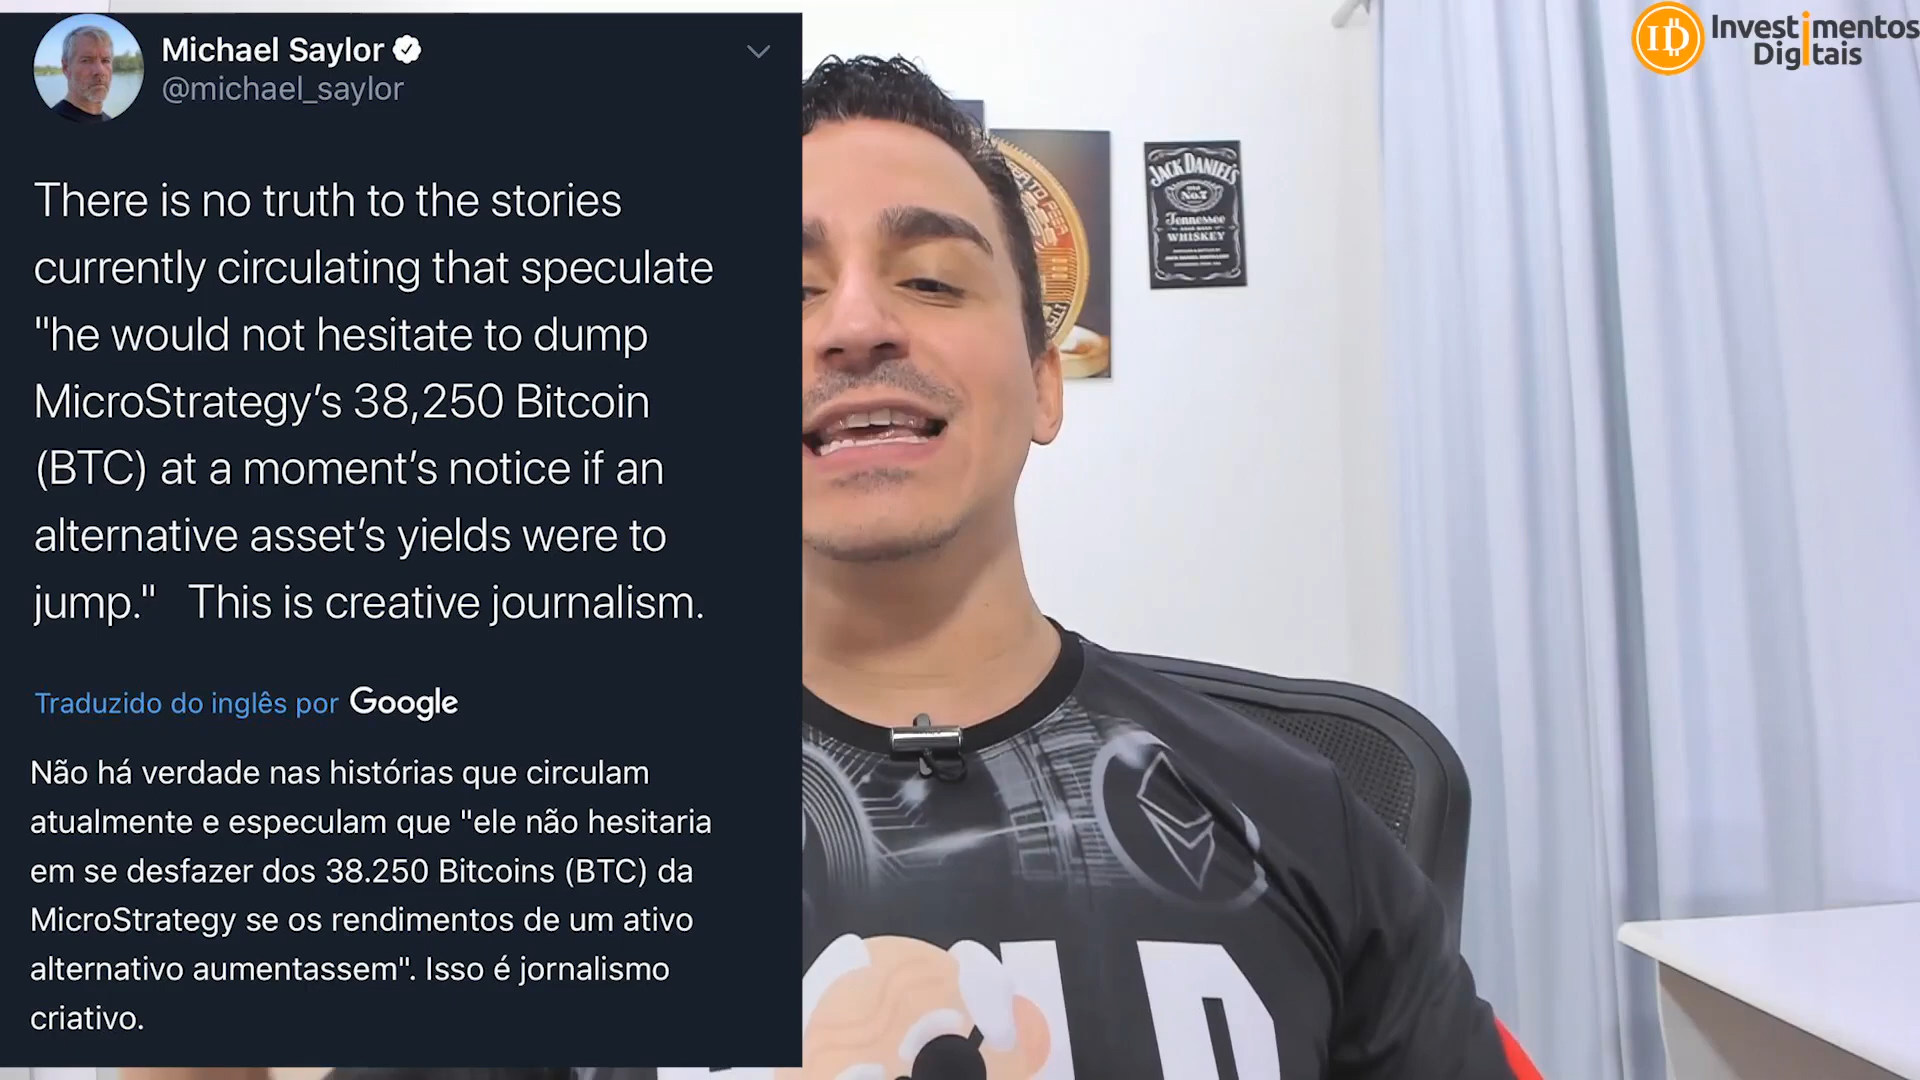 Michael Saylor
@michael_saylor
There is no truth to the stories
currently circulating that speculate
"he would not hesitate to dump
MicroStrategy's 38,250 Bitcoin
(BTC) at a moment's notice if an
alternative asset's yields were to
jump."   This is creative journalism.
Traduzido do inglês por Google
Não há verdade nas histórias que circulam
atualmente e especulam que "ele não hesitaria
em se desfazer dos 38.250 Bitcoins (BTC) da
MicroStrategy se os rendimentos de um ativo
alternativo aumentassem". Isso é jornalismo
criativo.
Investimentos
Digitais
JACK DANIEL'S
OLD
No.7
Tennessee
WHISKEY